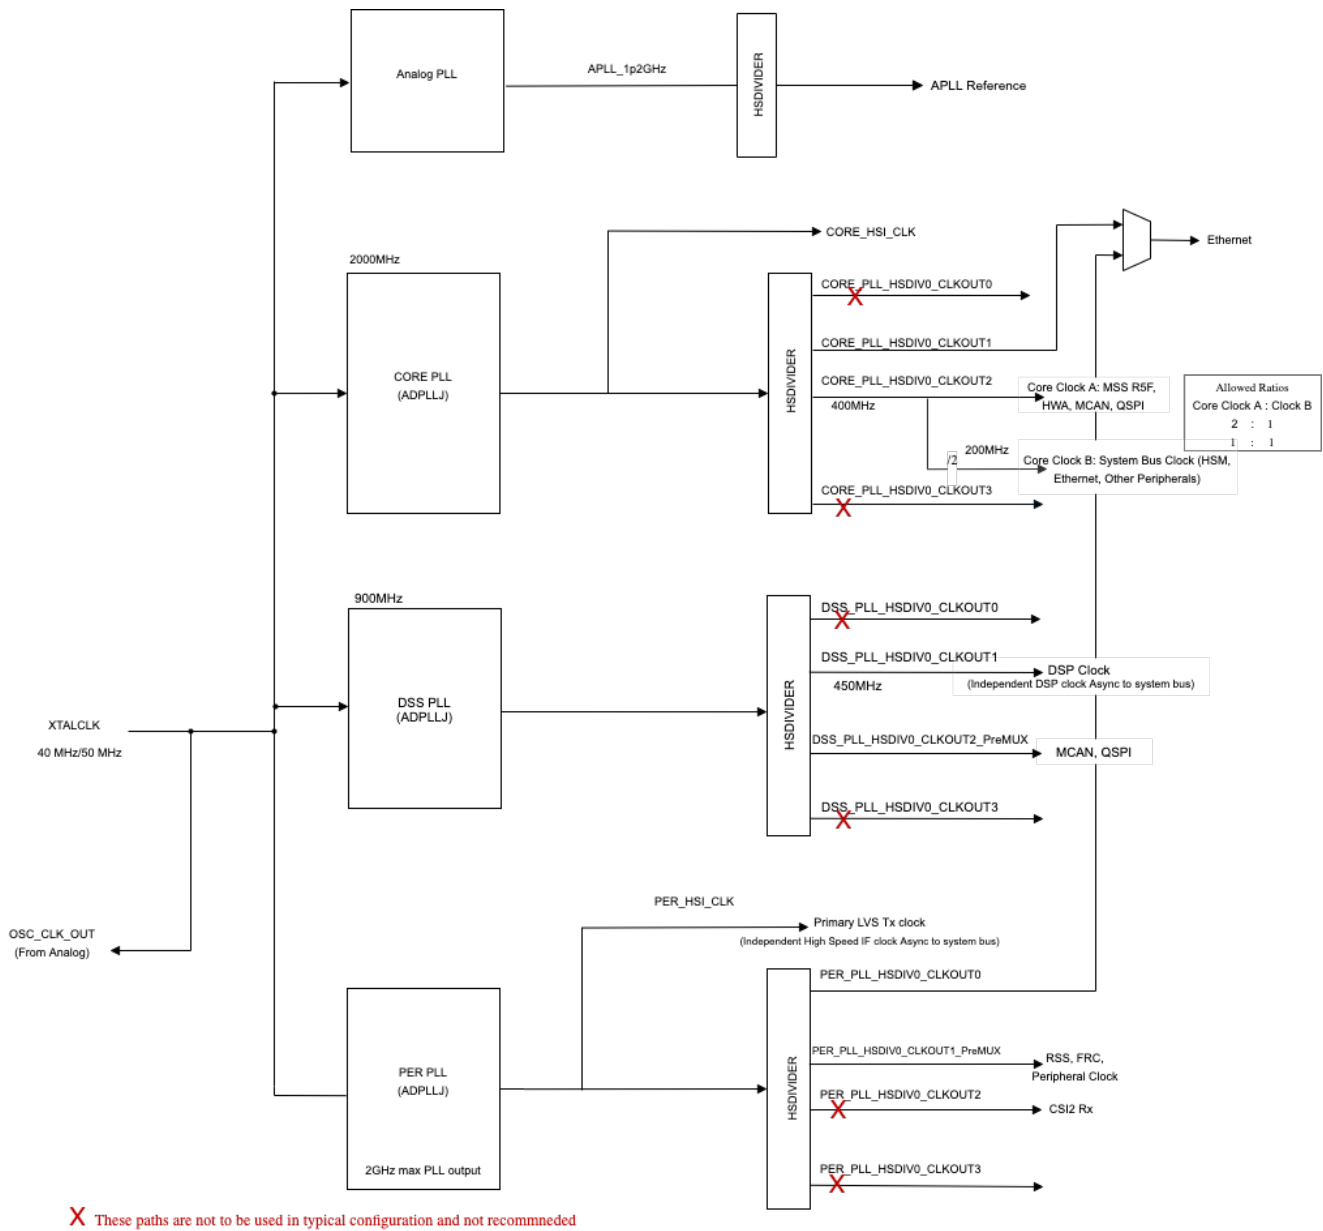 Analog PLL
APLL_1p2GHz
HSDIVIDER
APLL Reference
CORE_HSI_CLK
Ethernet
2000MHz
CORE PLL
(ADPLLJ)
HSDIVIDER
CORE_PLL_HSDIV0_CLKOUT0
X
CORE_PLL_HSDIV0_CLKOUT1
CORE_PLL_HSDIV0_CLKOUT2
400MHz
Core Clock A: MSS R5F,
HWA, MCAN, QSPI
Allowed Ratios
Core Clock A : Clock B
2 : 1
1 : 1
/2
200MHz
Core Clock B: System Bus Clock (HSM,
Ethernet, Other Peripherals)
CORE_PLL_HSDIV0_CLKOUT3
X
900MHz
DSS PLL
(ADPLLJ)
HSDIVIDER
DSS_PLL_HSDIV0_CLKOUT0
X
DSS_PLL_HSDIV0_CLKOUT1
450MHz
DSP Clock
(Independent DSP clock Async to system bus)
DSS_PLL_HSDIV0_CLKOUT2_PreMUX
MCAN, QSPI
DSS_PLL_HSDIV0_CLKOUT3
X
XTALCLK
40 MHz/50 MHz
OSC_CLK_OUT
(From Analog)
PER_HSI_CLK
Primary LVS Tx clock
(Independent High Speed IF clock Async to system bus)
PER PLL
(ADPLLJ)
2GHz max PLL output
HSDIVIDER
PER_PLL_HSDIV0_CLKOUT0
PER_PLL_HSDIV0_CLKOUT1_PreMUX
RSS, FRC,
Peripheral Clock
PER_PLL_HSDIV0_CLKOUT2
X
CSI2 Rx
PER_PLL_HSDIV0_CLKOUT3
X
X These paths are not to be used in typical configuration and not recommneded